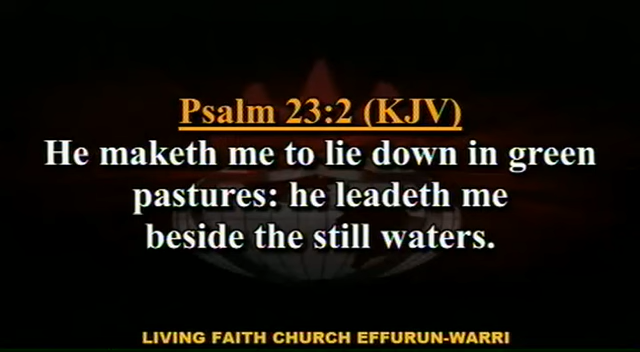 Psalm 23:2 (KJV)
He maketh me to lie down in green
pastures: he leadeth me
beside the still waters.
LIVING FAITH CHURCH EFFURUN-WARRI